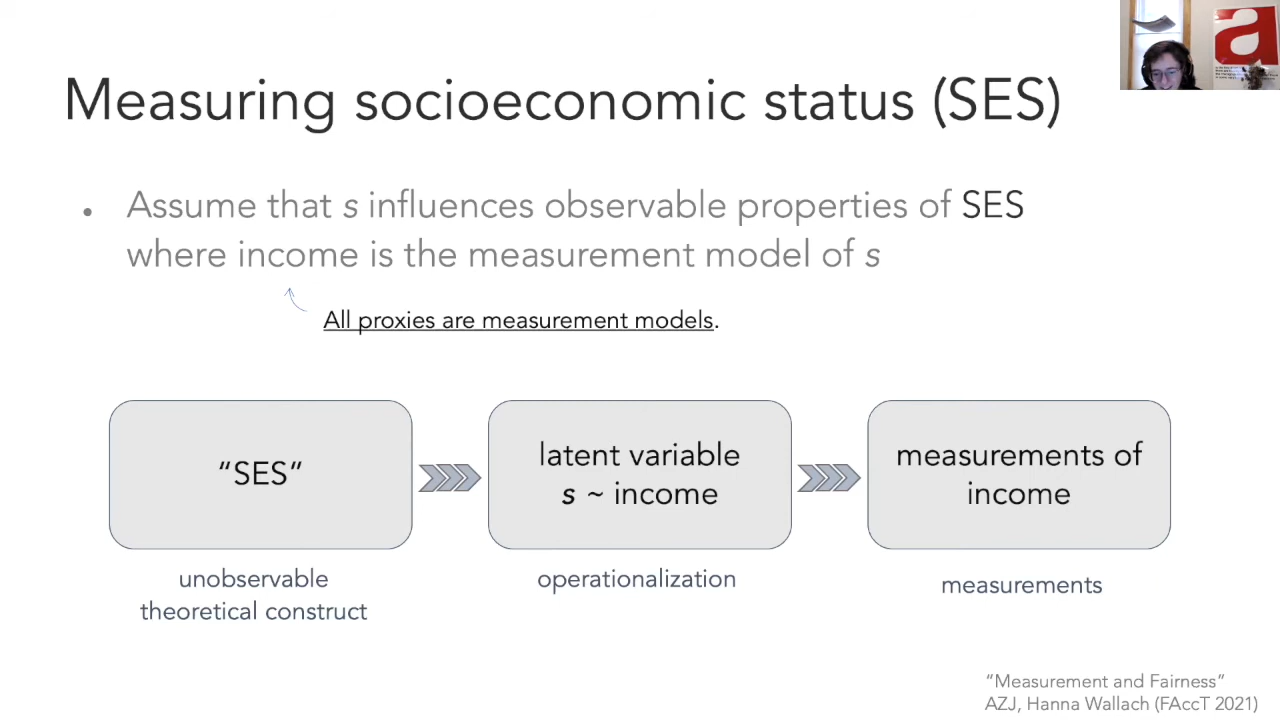 Measuring socioeconomic status (SES)
• Assume that s influences observable properties of SES
where income is the measurement model of s
All proxies are measurement models.
“SES”
latent variable
s ~ income
measurements of
income
unobservable
theoretical construct
operationalization
measurements
“Measurement and Fairness”
AZJ, Hanna Wallach (FAccT 2021)
a